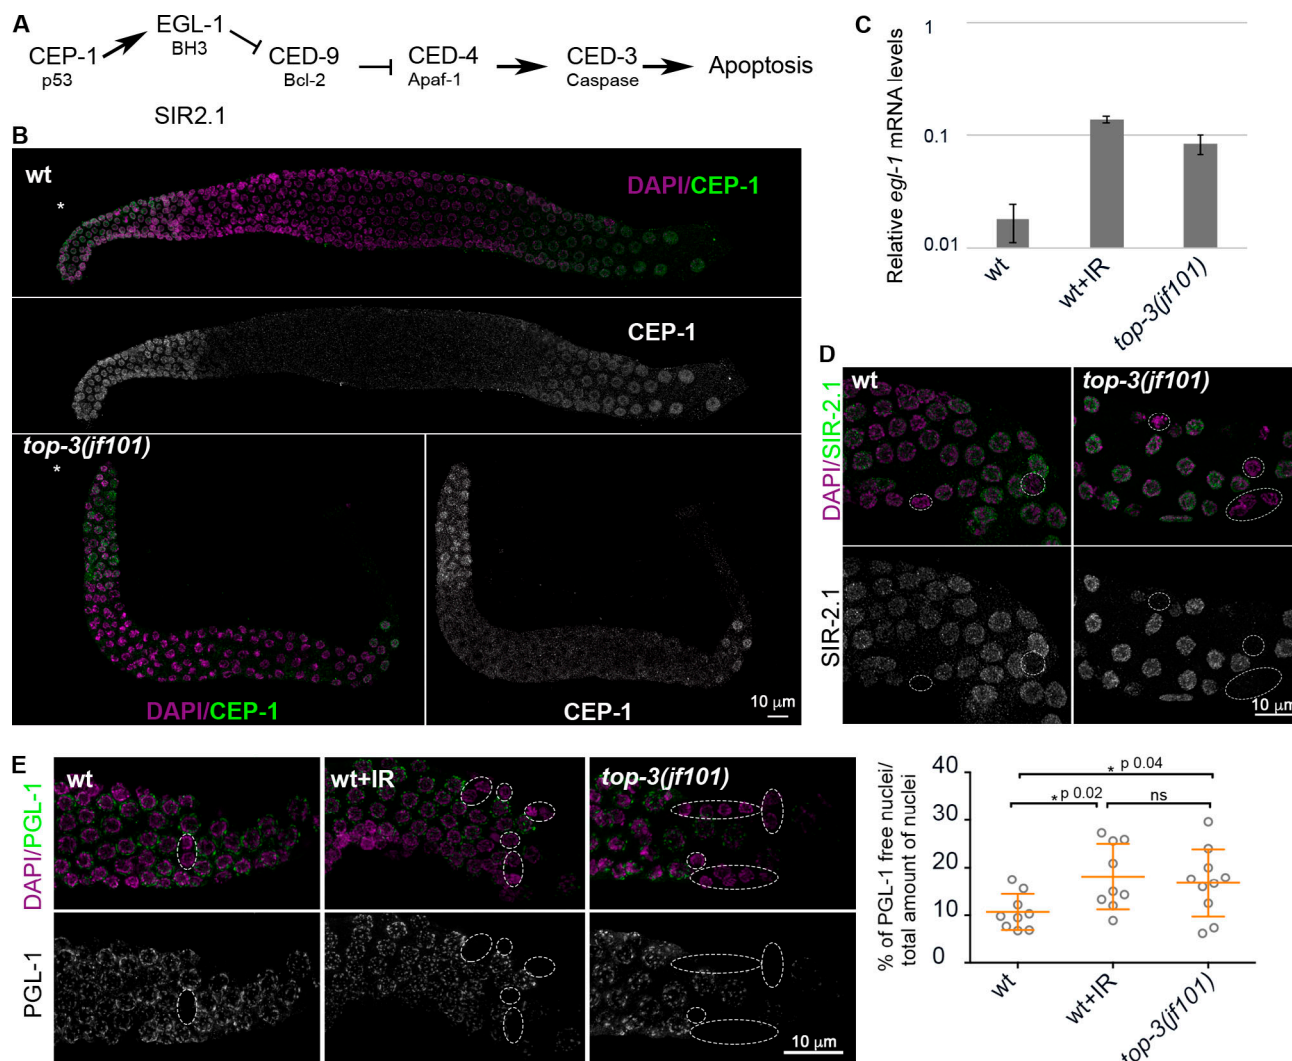 A
CEP-1
p53
EGL-1
BH3
CED-9
Bcl-2
CED-4
Apaf-1
CED-3
Caspase
Apoptosis
SIR2.1
B
wt
*
DAPI/CEP-1
CEP-1
top-3(jf101)
*
DAPI/CEP-1
CEP-1
10 µm
C
Relative egl-1 mRNA levels
1
0.1
0.01
wt
wt+IR
top-3(jf101)
D
wt
top-3(jf101)
DAPI/SIR-2.1
SIR-2.1
10 µm
E
wt
wt+IR
top-3(jf101)
DAPI/PGL-1
PGL-1
10 µm
% of PGL-1 free nuclei/
total amount of nuclei
40
30
20
10
0
* p 0.04
* p 0.02
ns
wt
wt+IR
top-3(jf101)